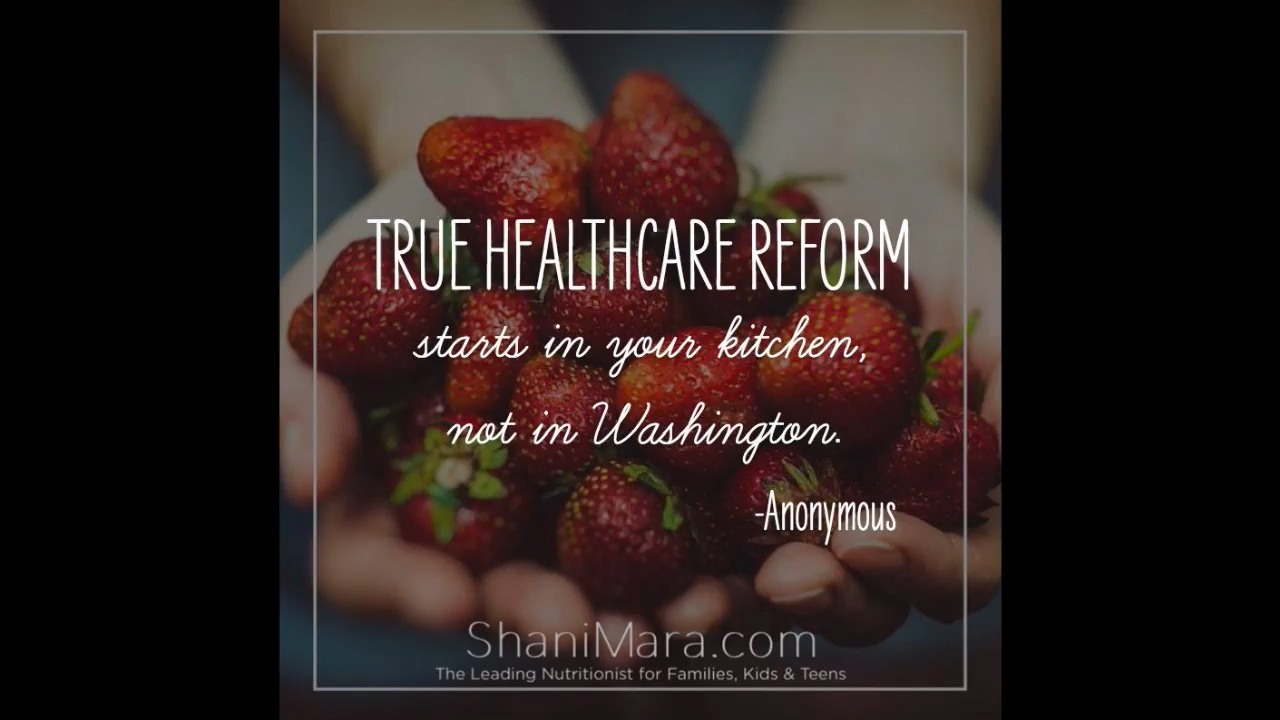 TRUE HEALTHCARE REFORM
starts in your kitchen,
not in Washington.
-Anonymous
ShaniMara.com
The Leading Nutritionist for Families, Kids & Teens